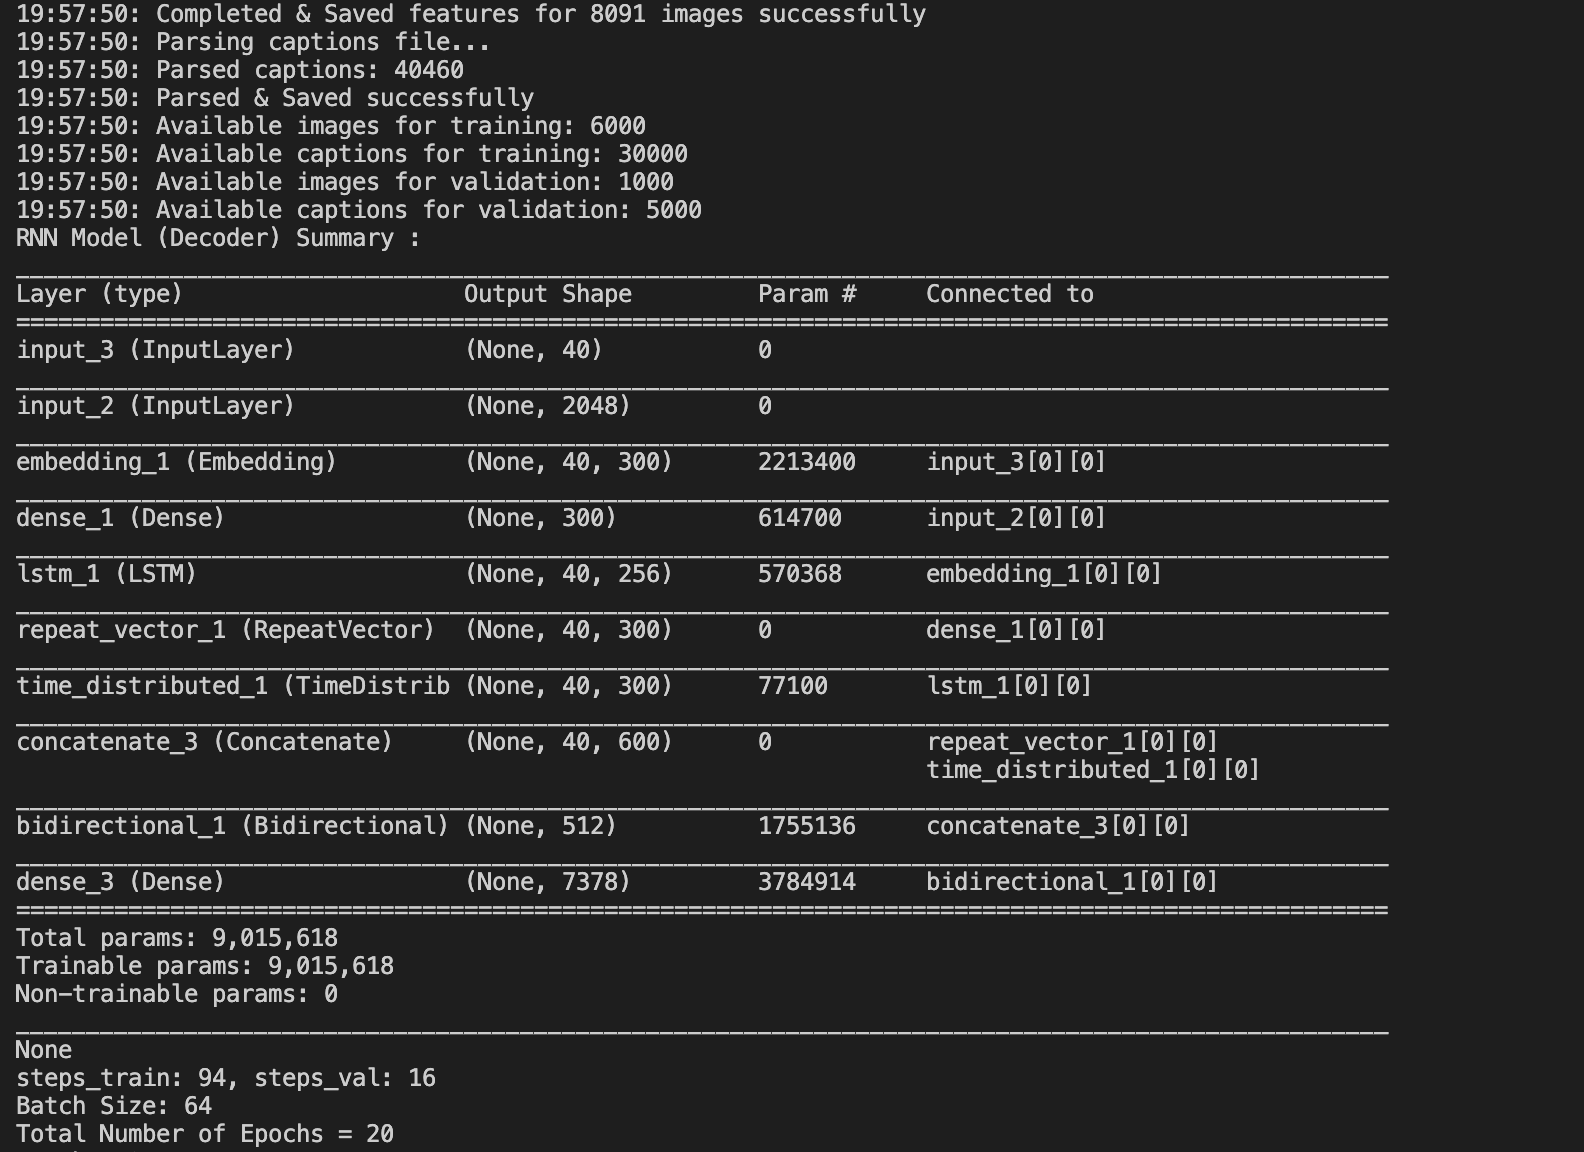 19:57:50: Completed & Saved features for 8091 images successfully
19:57:50: Parsing captions file...
19:57:50: Parsed captions: 40460
19:57:50: Parsed & Saved successfully
19:57:50: Available images for training: 6000
19:57:50: Available captions for training: 30000
19:57:50: Available images for validation: 1000
19:57:50: Available captions for validation: 5000
RNN Model (Decoder) Summary :
Layer (type) Output Shape Param # Connected to
input_3 (InputLayer) (None, 40) 0
input_2 (InputLayer) (None, 2048) 0
embedding_1 (Embedding) (None, 40, 300) 2213400 input_3[0][0]
dense_1 (Dense) (None, 300) 614700 input_2[0][0]
lstm_1 (LSTM) (None, 40, 256) 570368 embedding_1[0][0]
repeat_vector_1 (RepeatVector) (None, 40, 300) 0 dense_1[0][0]
time_distributed_1 (TimeDistrib (None, 40, 300) 77100 lstm_1[0][0]
concatenate_3 (Concatenate) (None, 40, 600) 0 repeat_vector_1[0][0]
time_distributed_1[0][0]
bidirectional_1 (Bidirectional) (None, 512) 1755136 concatenate_3[0][0]
dense_3 (Dense) (None, 7378) 3784914 bidirectional_1[0][0]
Total params: 9,015,618
Trainable params: 9,015,618
Non-trainable params: 0
None
steps_train: 94, steps_val: 16
Batch Size: 64
Total Number of Epochs = 20